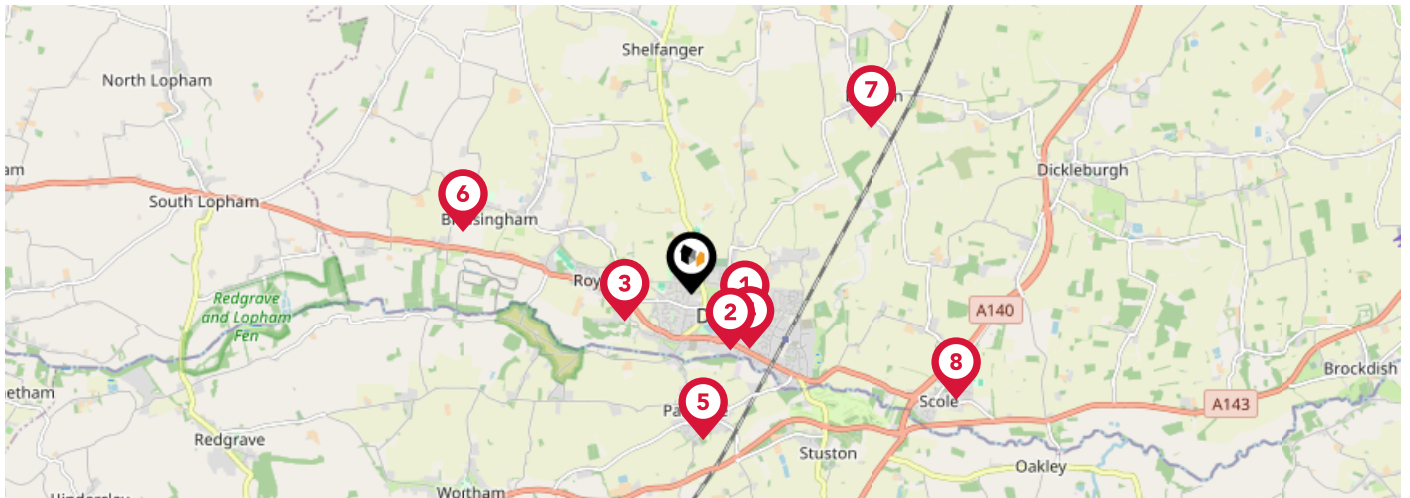 Shelfanger
North Lopham
7
Dickleburgh
South Lopham
6
Bressingham
1
3
2
Redgrave
and Lopham
Fen
A140
8
Brockdish
5
Scole
A143
Redgrave
Stuston
Oakley
Wortham